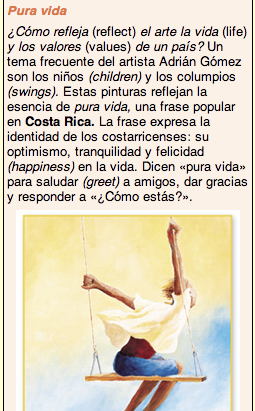 Pura vida
¿Cómo refleja (reflect) el arte la vida (life)
y los valores (values) de un país? Un
tema frecuente del artista Adrián Gómez
son los niños (children) y los columpios
(swings). Estas pinturas reflejan la
esencia de pura vida, una frase popular
en Costa Rica. La frase expresa la
identidad de los costarricenses: su
optimismo, tranquilidad y felicidad
(happiness) en la vida. Dicen «pura vida»
para saludar (greet) a amigos, dar gracias
y responder a «¿Cómo estás?».